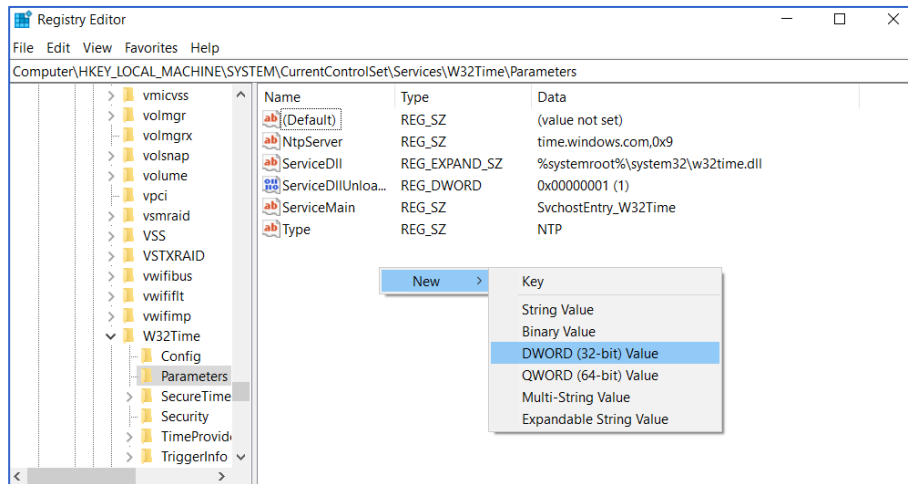 Registry Editor
File Edit View Favorites Help
Computer\HKEY_LOCAL_MACHINE\SYSTEM\CurrentControlSet\Services\W32Time\Parameters
vmicvss
volmgr
volmgrx
volsnap
volume
vpci
vsmraid
VSS
VSTXRAID
vwifibus
vwififlt
vwifimp
W32Time
Config
Parameters
SecureTime
Security
TimeProvid
TriggerInfo
Name Type Data
(Default) REG_SZ (value not set)
NtpServer REG_SZ time.windows.com,0x9
ServiceDll REG_EXPAND_SZ %systemroot%\system32\w32time.dll
ServiceDllUnloa... REG_DWORD 0x00000001 (1)
ServiceMain REG_SZ SvchostEntry_W32Time
Type REG_SZ NTP
New
Key
String Value
Binary Value
DWORD (32-bit) Value
QWORD (64-bit) Value
Multi-String Value
Expandable String Value